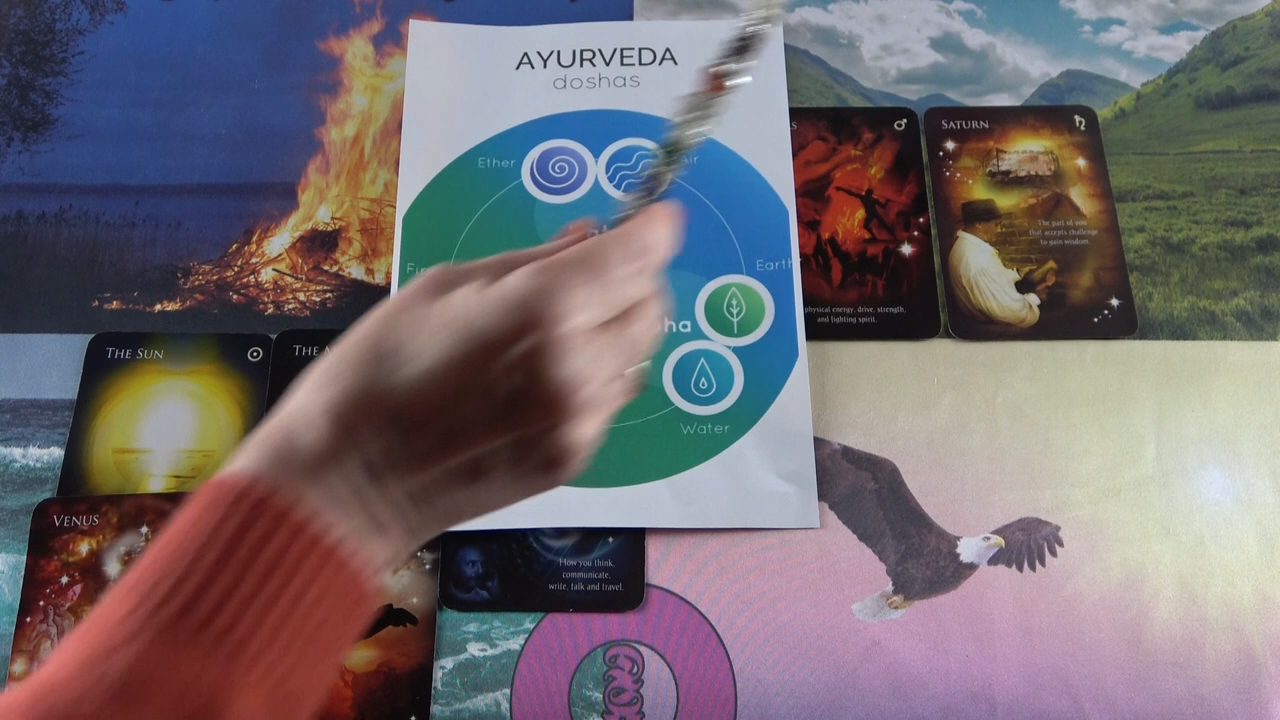 AYURVEDA
doshas
Ether
Earth
Water
SATURN
The part of you
that accepts challenge
to gain wisdom.
physical energy, drive, strength,
and fighting spirit.
THE SUN
THE
VENUS
How you think,
communicate,
write, talk and travel.